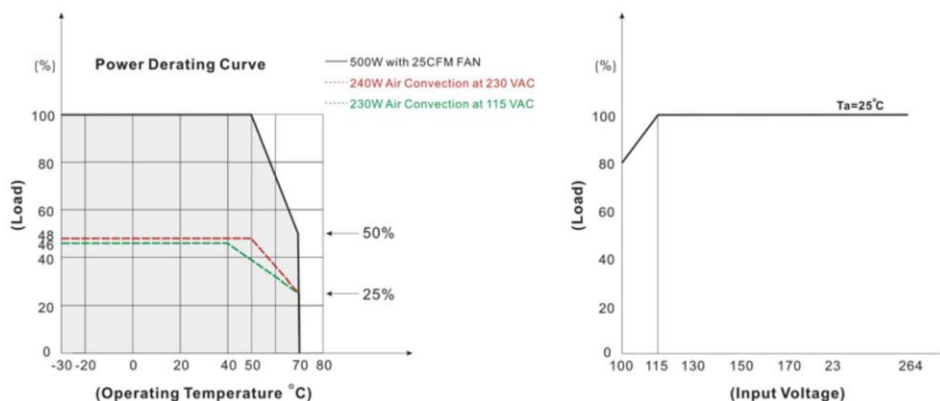 (%)
Power Derating Curve
500W with 25CFM FAN
240W Air Convection at 230 VAC
230W Air Convection at 115 VAC
100
80
60
48
46
40
20
0
(Load)
50%
25%
-30 -20 0 20 40 50 70 80
(Operating Temperature °C)
(%)
Ta=25°C
100
80
60
40
20
0
(Load)
100 115 130 150 170 23 264
(Input Voltage)